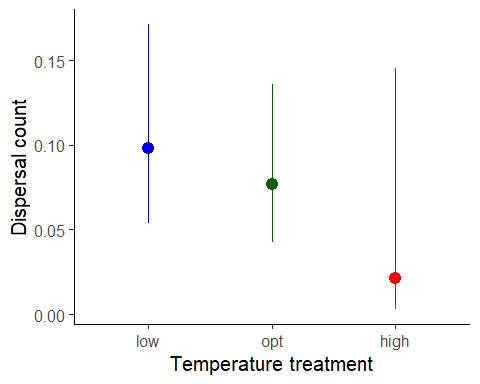 Dispersal count
0.15
0.10
0.05
0.00
low opt high
Temperature treatment